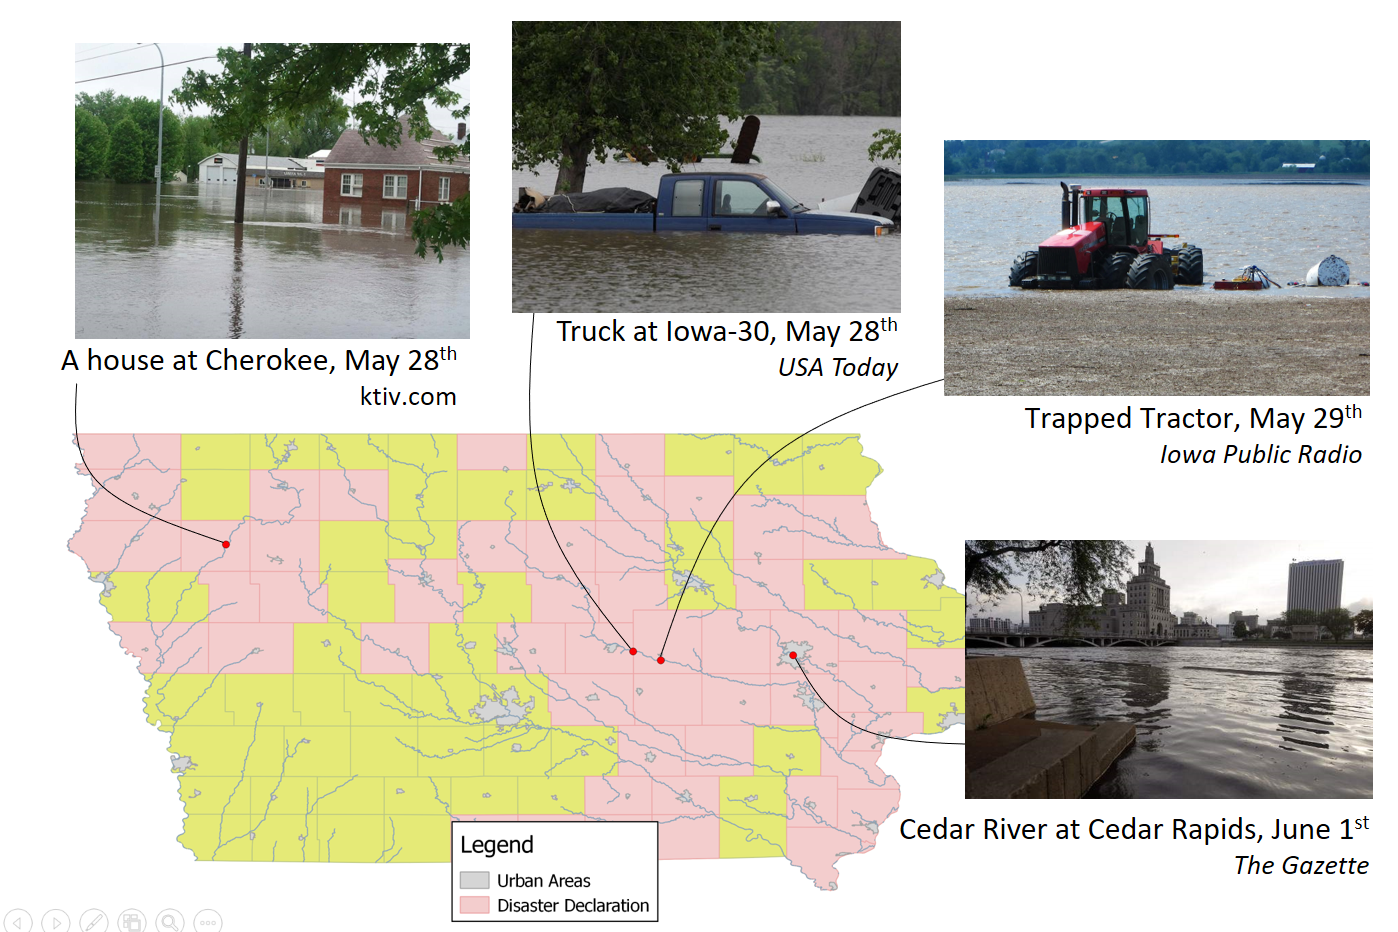 A house at Cherokee, May 28th
ktiv.com
Truck at Iowa-30, May 28th
USA Today
Trapped Tractor, May 29th
Iowa Public Radio
Cedar River at Cedar Rapids, June 1st
The Gazette
Legend
Urban Areas
Disaster Declaration